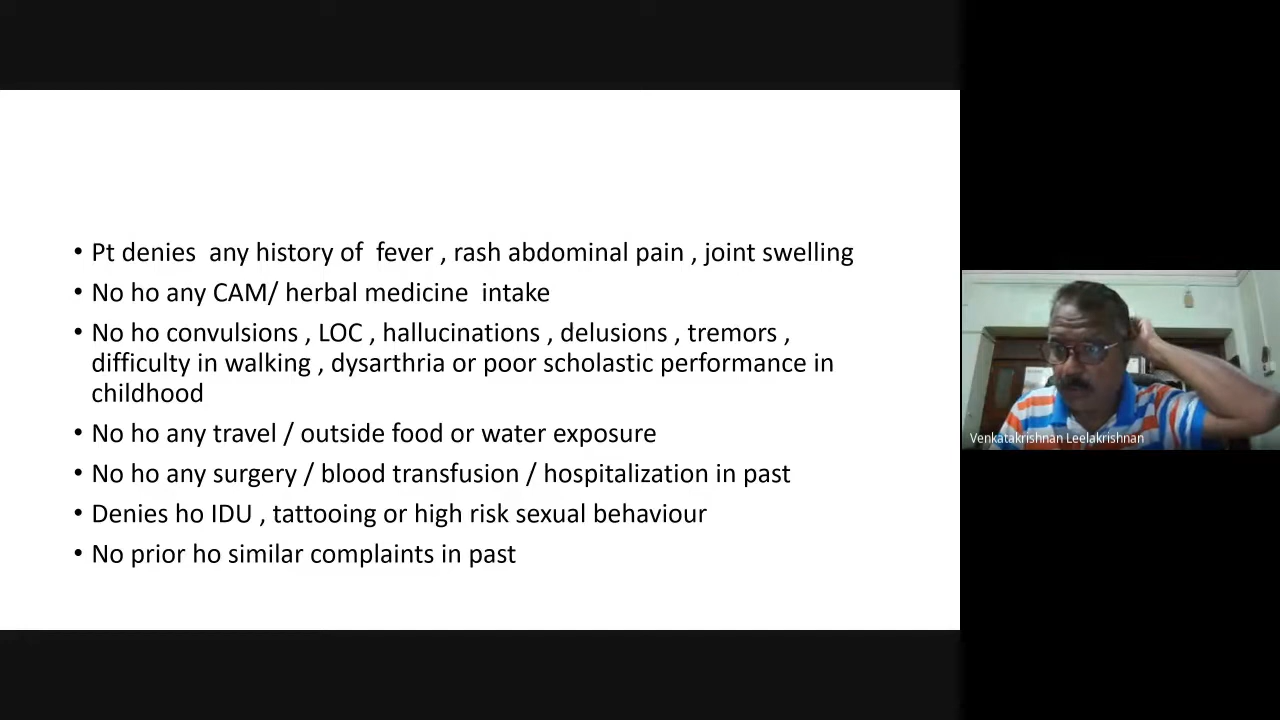 • Pt denies  any history of  fever , rash abdominal pain , joint swelling
• No ho any CAM/ herbal medicine  intake
• No ho convulsions , LOC , hallucinations , delusions , tremors ,
difficulty in walking , dysarthria or poor scholastic performance in
childhood
• No ho any travel / outside food or water exposure
• No ho any surgery / blood transfusion / hospitalization in past
• Denies ho IDU , tattooing or high risk sexual behaviour
• No prior ho similar complaints in past
Venkatakrishnan Leelakrishnan